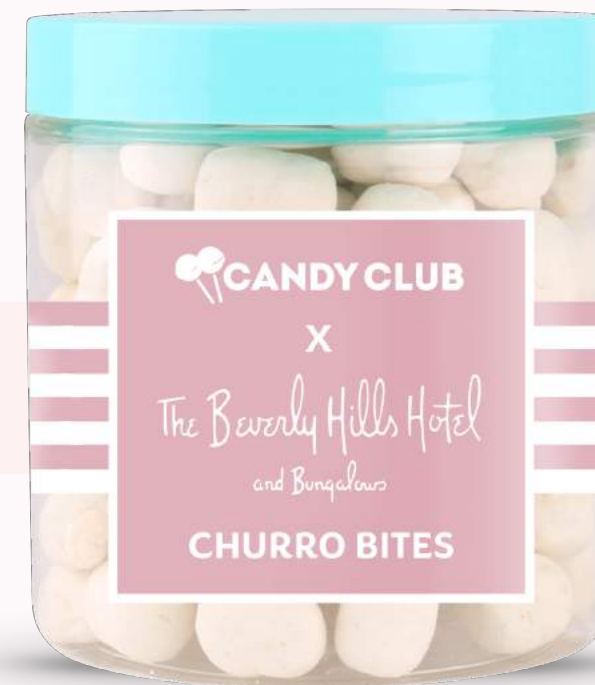 CANDY CLUB
X
The Beverly Hills Hotel
and Bungalows
CHURRO BITES